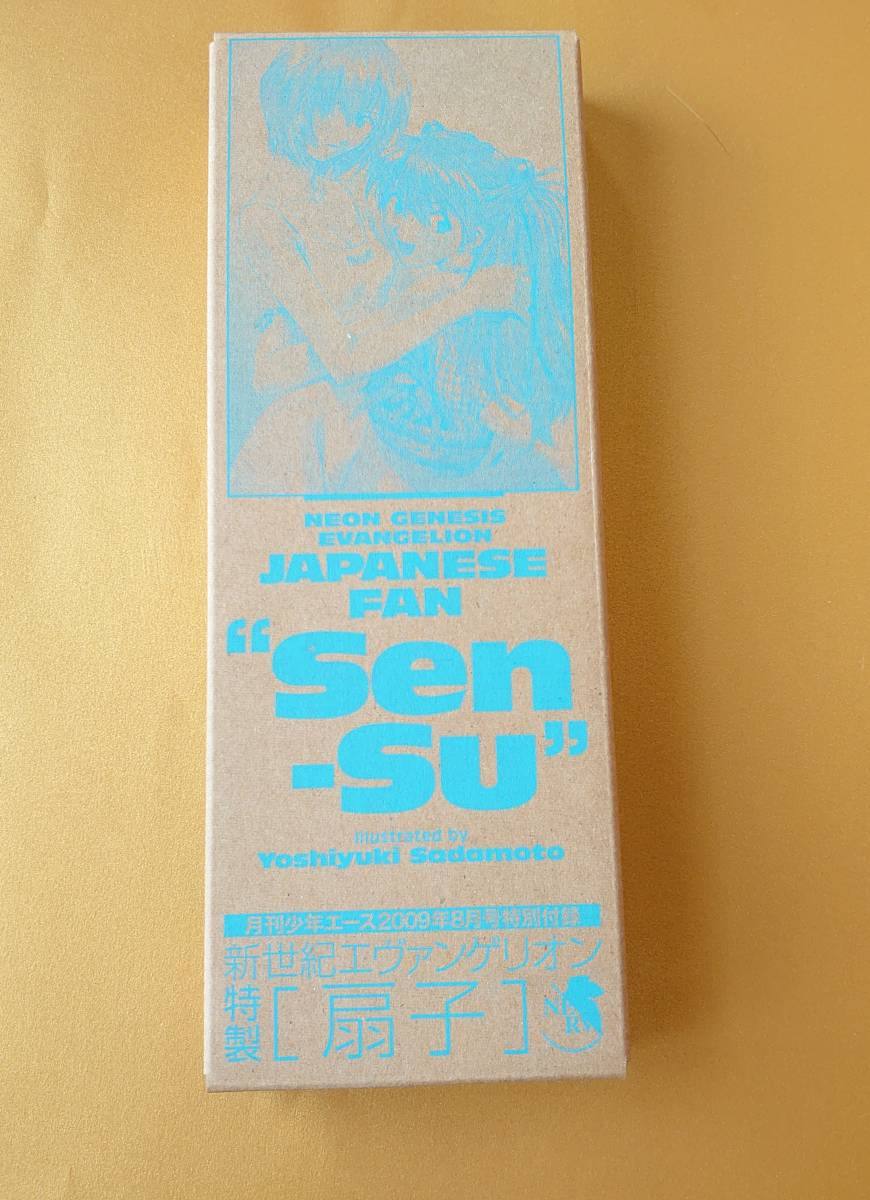 NEON GENESIS
EVANGELION
JAPANESE
FAN
“Sen
-Su”
Illustrated by
Yoshiyuki Sadamoto
月刊少年エース2009年8月号特別付録
新世紀エヴァンゲリオン
特製［扇子］
NERV